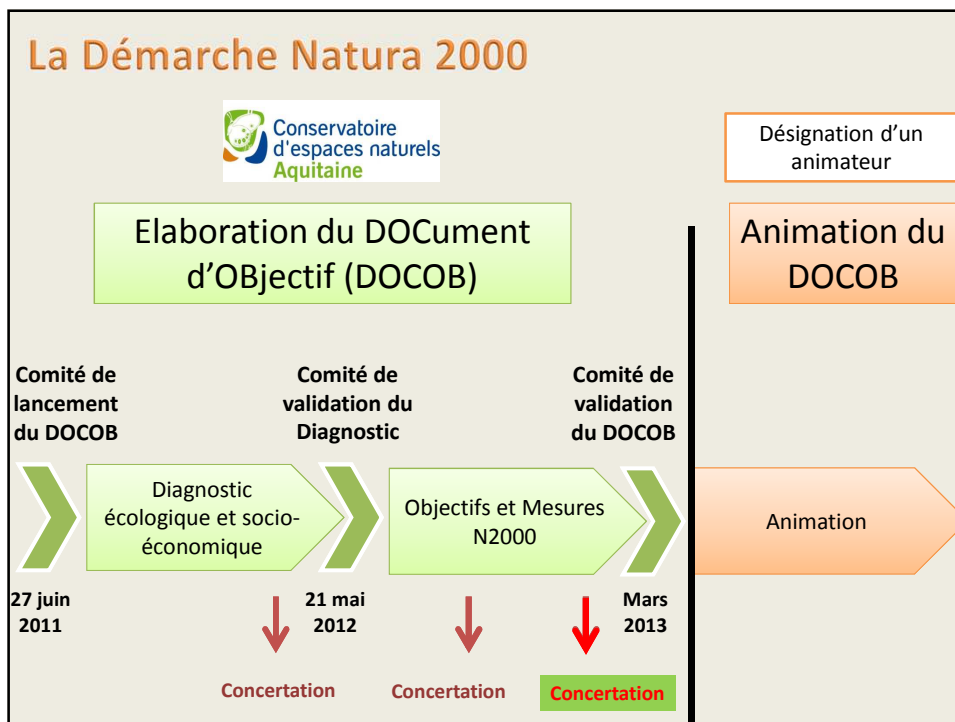 La Démarche Natura 2000
Conservatoire
d'espaces naturels
Aquitaine
Désignation d'un
animateur
Elaboration du DOCument
d'OBjectif (DOCOB)
Animation du
DOCOB
Comité de
lancement
du DOCOB
Comité de
validation du
Diagnostic
Comité de
validation
du DOCOB
Diagnostic
écologique et socio-
économique
Objectifs et Mesures
N2000
Animation
27 juin
2011
21 mai
2012
Mars
2013
Concertation
Concertation
Concertation